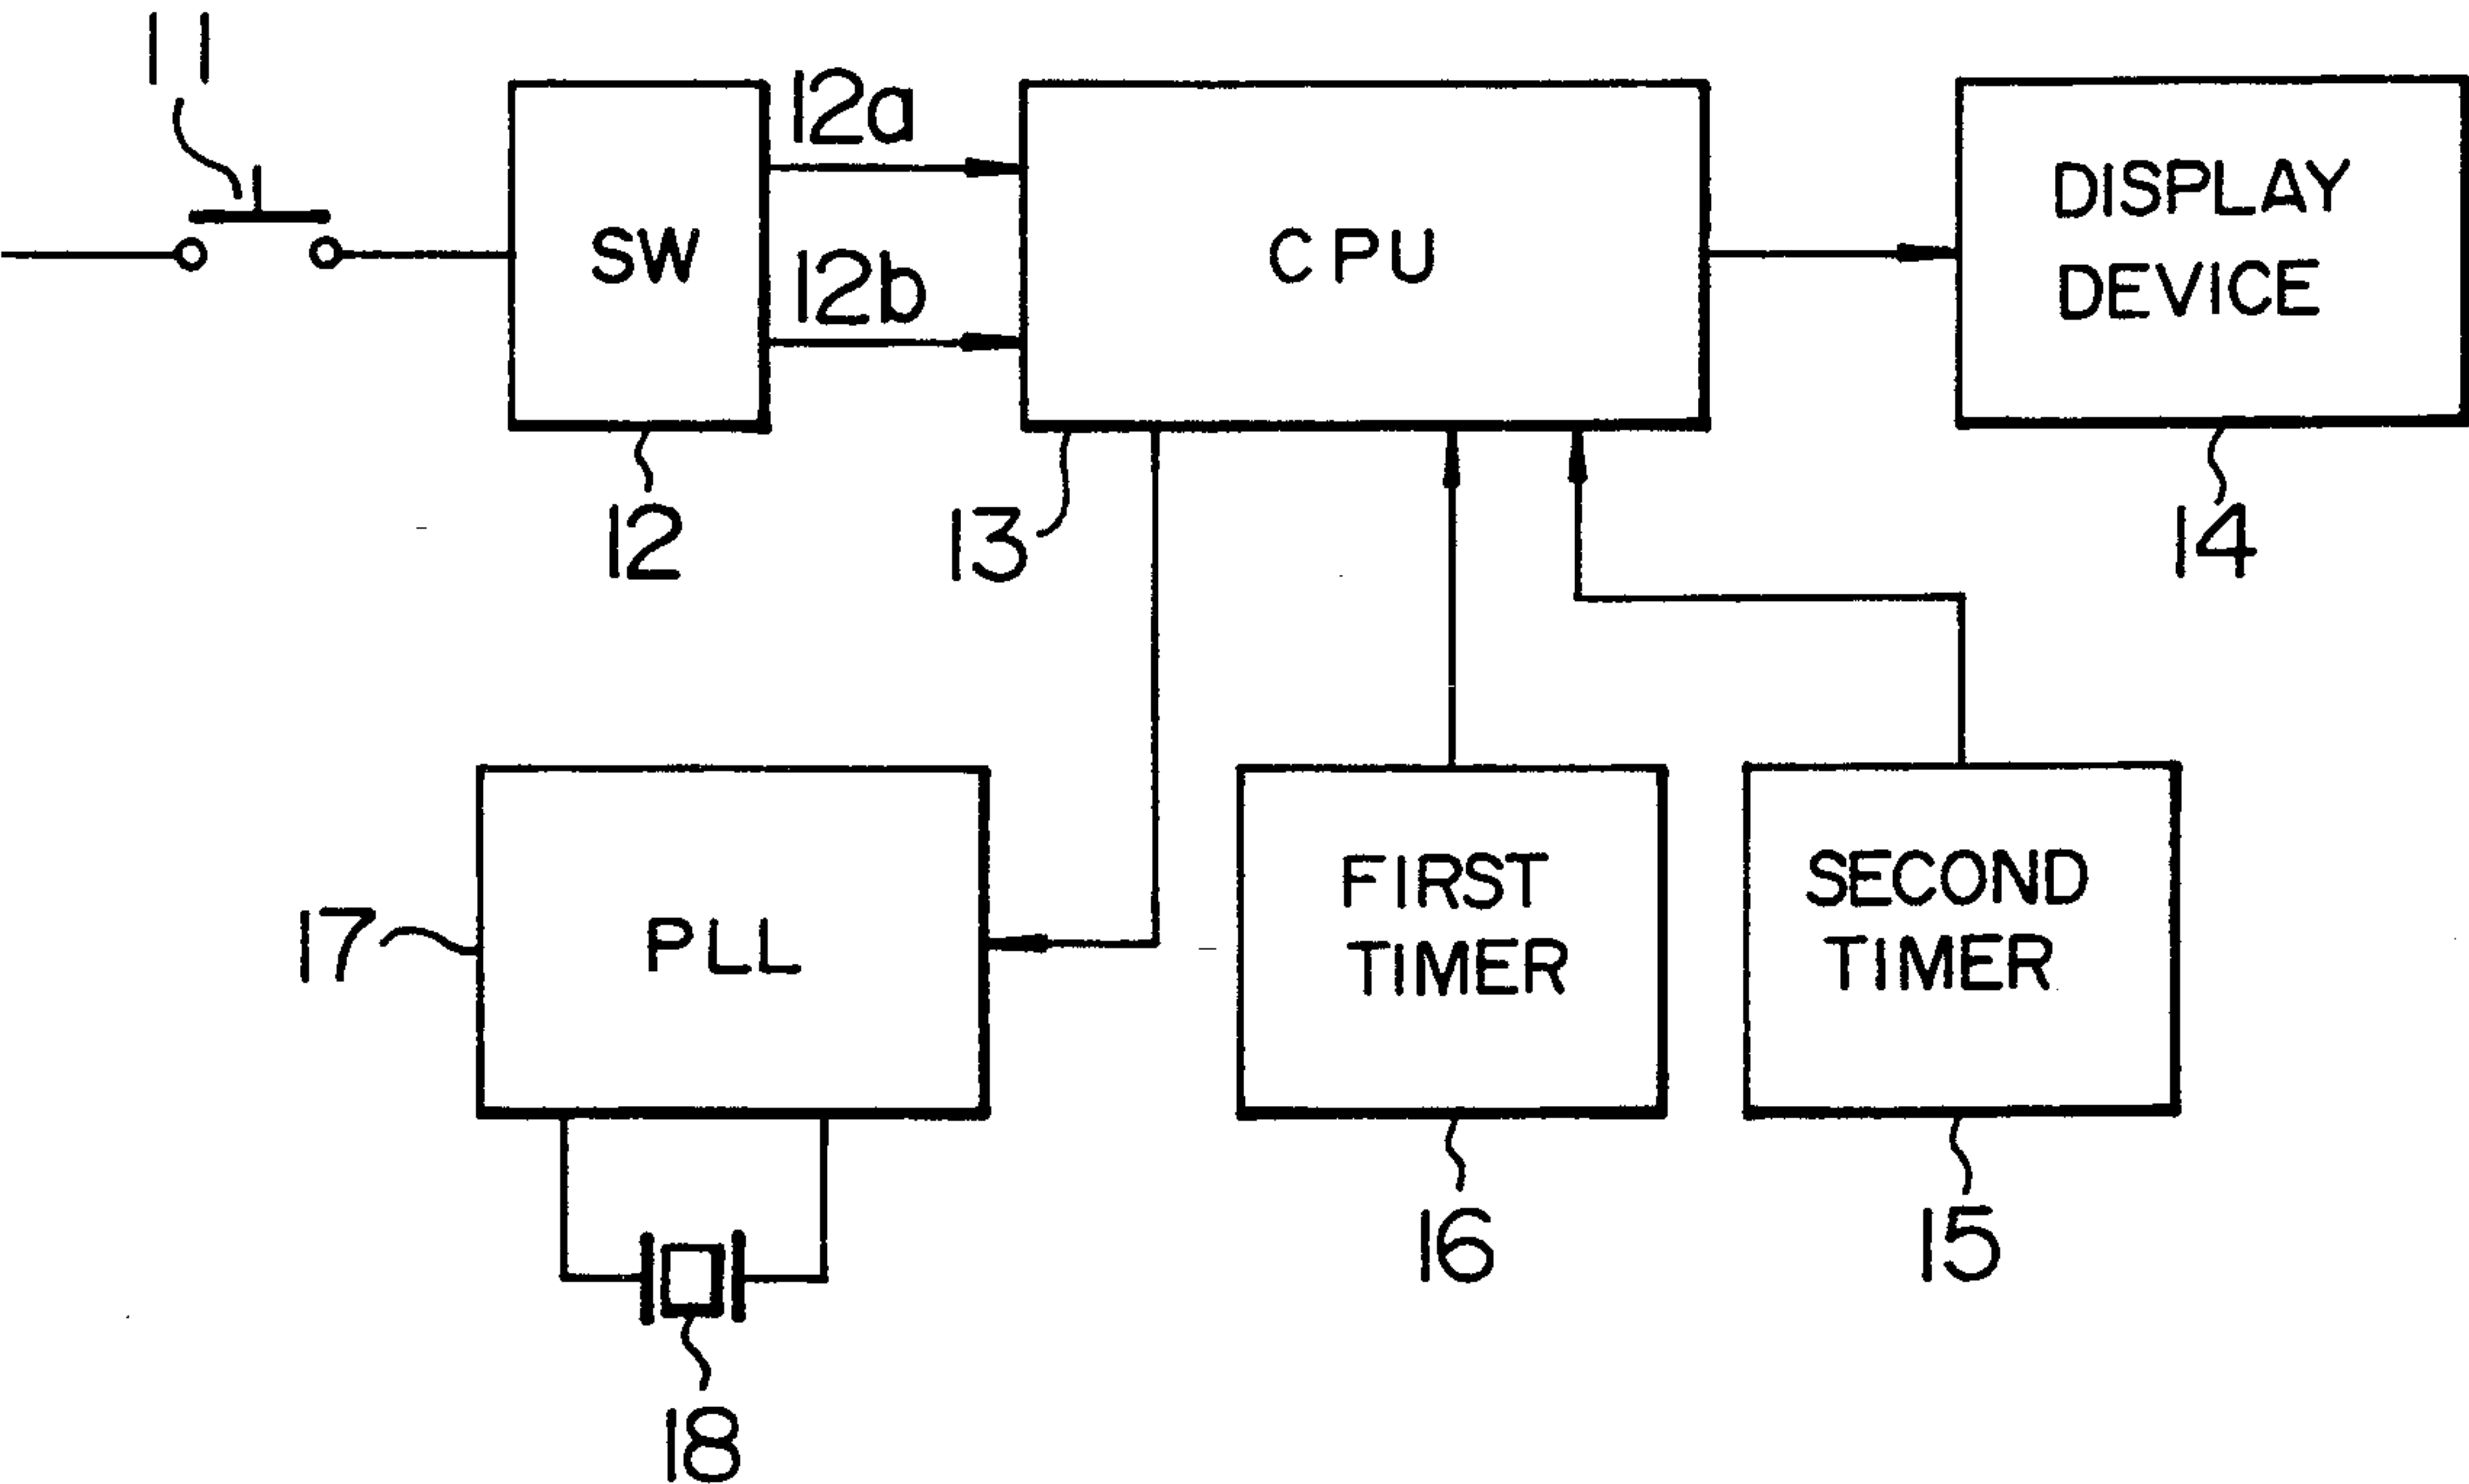 11
12a
SW
12b
CPU
DISPLAY
DEVICE
12
13
14
17
PLL
FIRST
TIMER
SECOND
TIMER
16
15
18